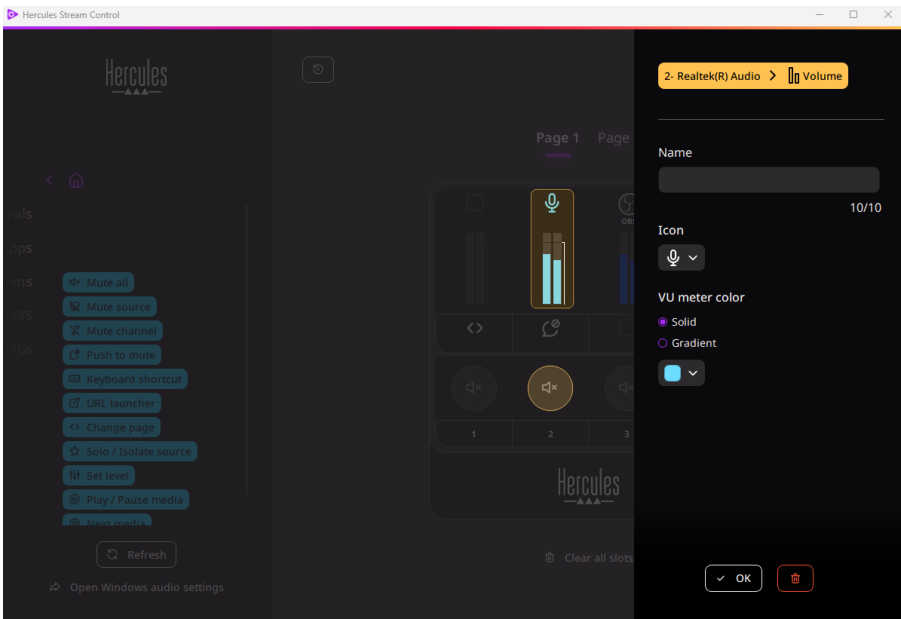 Hercules Stream Control
Hercules
Page 1 Page
2- Realtek(R) Audio > Volume
Name
10/10
Icon
VU meter color
Solid
Gradient
OK
Mute all
Mute source
Mute channel
Push to mute
Keyboard shortcut
URL launcher
Change page
Solo / Isolate source
Set level
Play / Pause media
Next media
Refresh
Open Windows audio settings
1 2 3
Hercules
Clear all slots